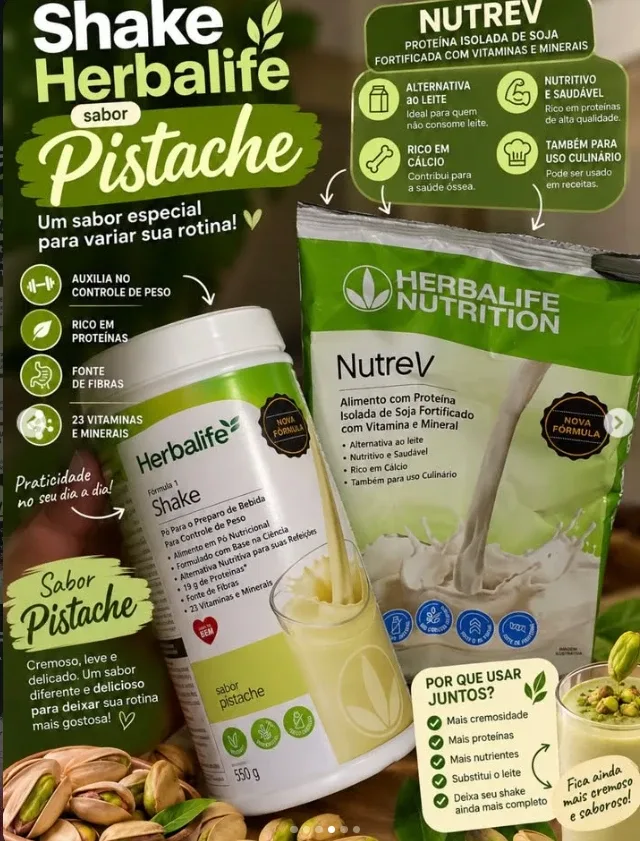 Shake
Herbalife
sabor
Pistache
Um sabor especial
para variar sua rotina!
AUXILIA NO
CONTROLE DE PESO
RICO EM
PROTEÍNAS
FONTE
DE FIBRAS
23 VITAMINAS
E MINERAIS
Praticidade
no seu dia a dia!
Sabor
Pistache
Cremoso, leve e
delicado. Um sabor
diferente e delicioso
para deixar sua rotina
mais gostosa!
NUTREV
PROTEÍNA ISOLADA DE SOJA
FORTIFICADA COM VITAMINAS E MINERAIS
ALTERNATIVA
AO LEITE
Ideal para quem
não consome leite.
NUTRITIVO
E SAUDÁVEL
Rico em proteínas
de alta qualidade.
RICO EM
CÁLCIO
Contribui para
a saúde óssea.
TAMBÉM PARA
USO CULINÁRIO
Pode ser usado
em receitas.
Herbalife
Fórmula 1
Shake
Pó Para o Preparo de Bebida
Para Controle de Peso
• Alimento em Pó Nutricional
• Formulado com Base na Ciência
• Alternativa Nutritiva para suas Refeições
• 19 g de Proteínas*
• Fonte de Fibras
• 23 Vitaminas e Minerais
NOVA
FÓRMULA
BEM
sabor
pistache
550 g
HERBALIFE
NUTRITION
NutreV
Alimento com Proteína
Isolada de Soja Fortificado
com Vitamina e Mineral
• Alternativa ao leite
• Nutritivo e Saudável
• Rico em Cálcio
• Também para uso Culinário
NOVA
FÓRMULA
POR QUE USAR
JUNTOS?
Mais cremosidade
Mais proteínas
Mais nutrientes
Substitui o leite
Deixa seu shake
ainda mais completo
Fica ainda
mais cremoso
e saboroso!